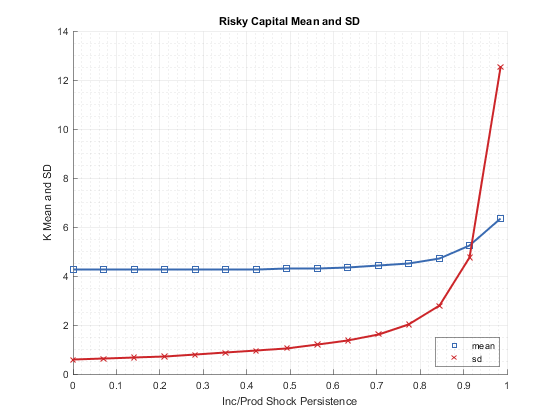 Risky Capital Mean and SD
K Mean and SD
14
12
10
8
6
4
2
0
0 0.1 0.2 0.3 0.4 0.5 0.6 0.7 0.8 0.9 1
Inc/Prod Shock Persistence
mean
sd